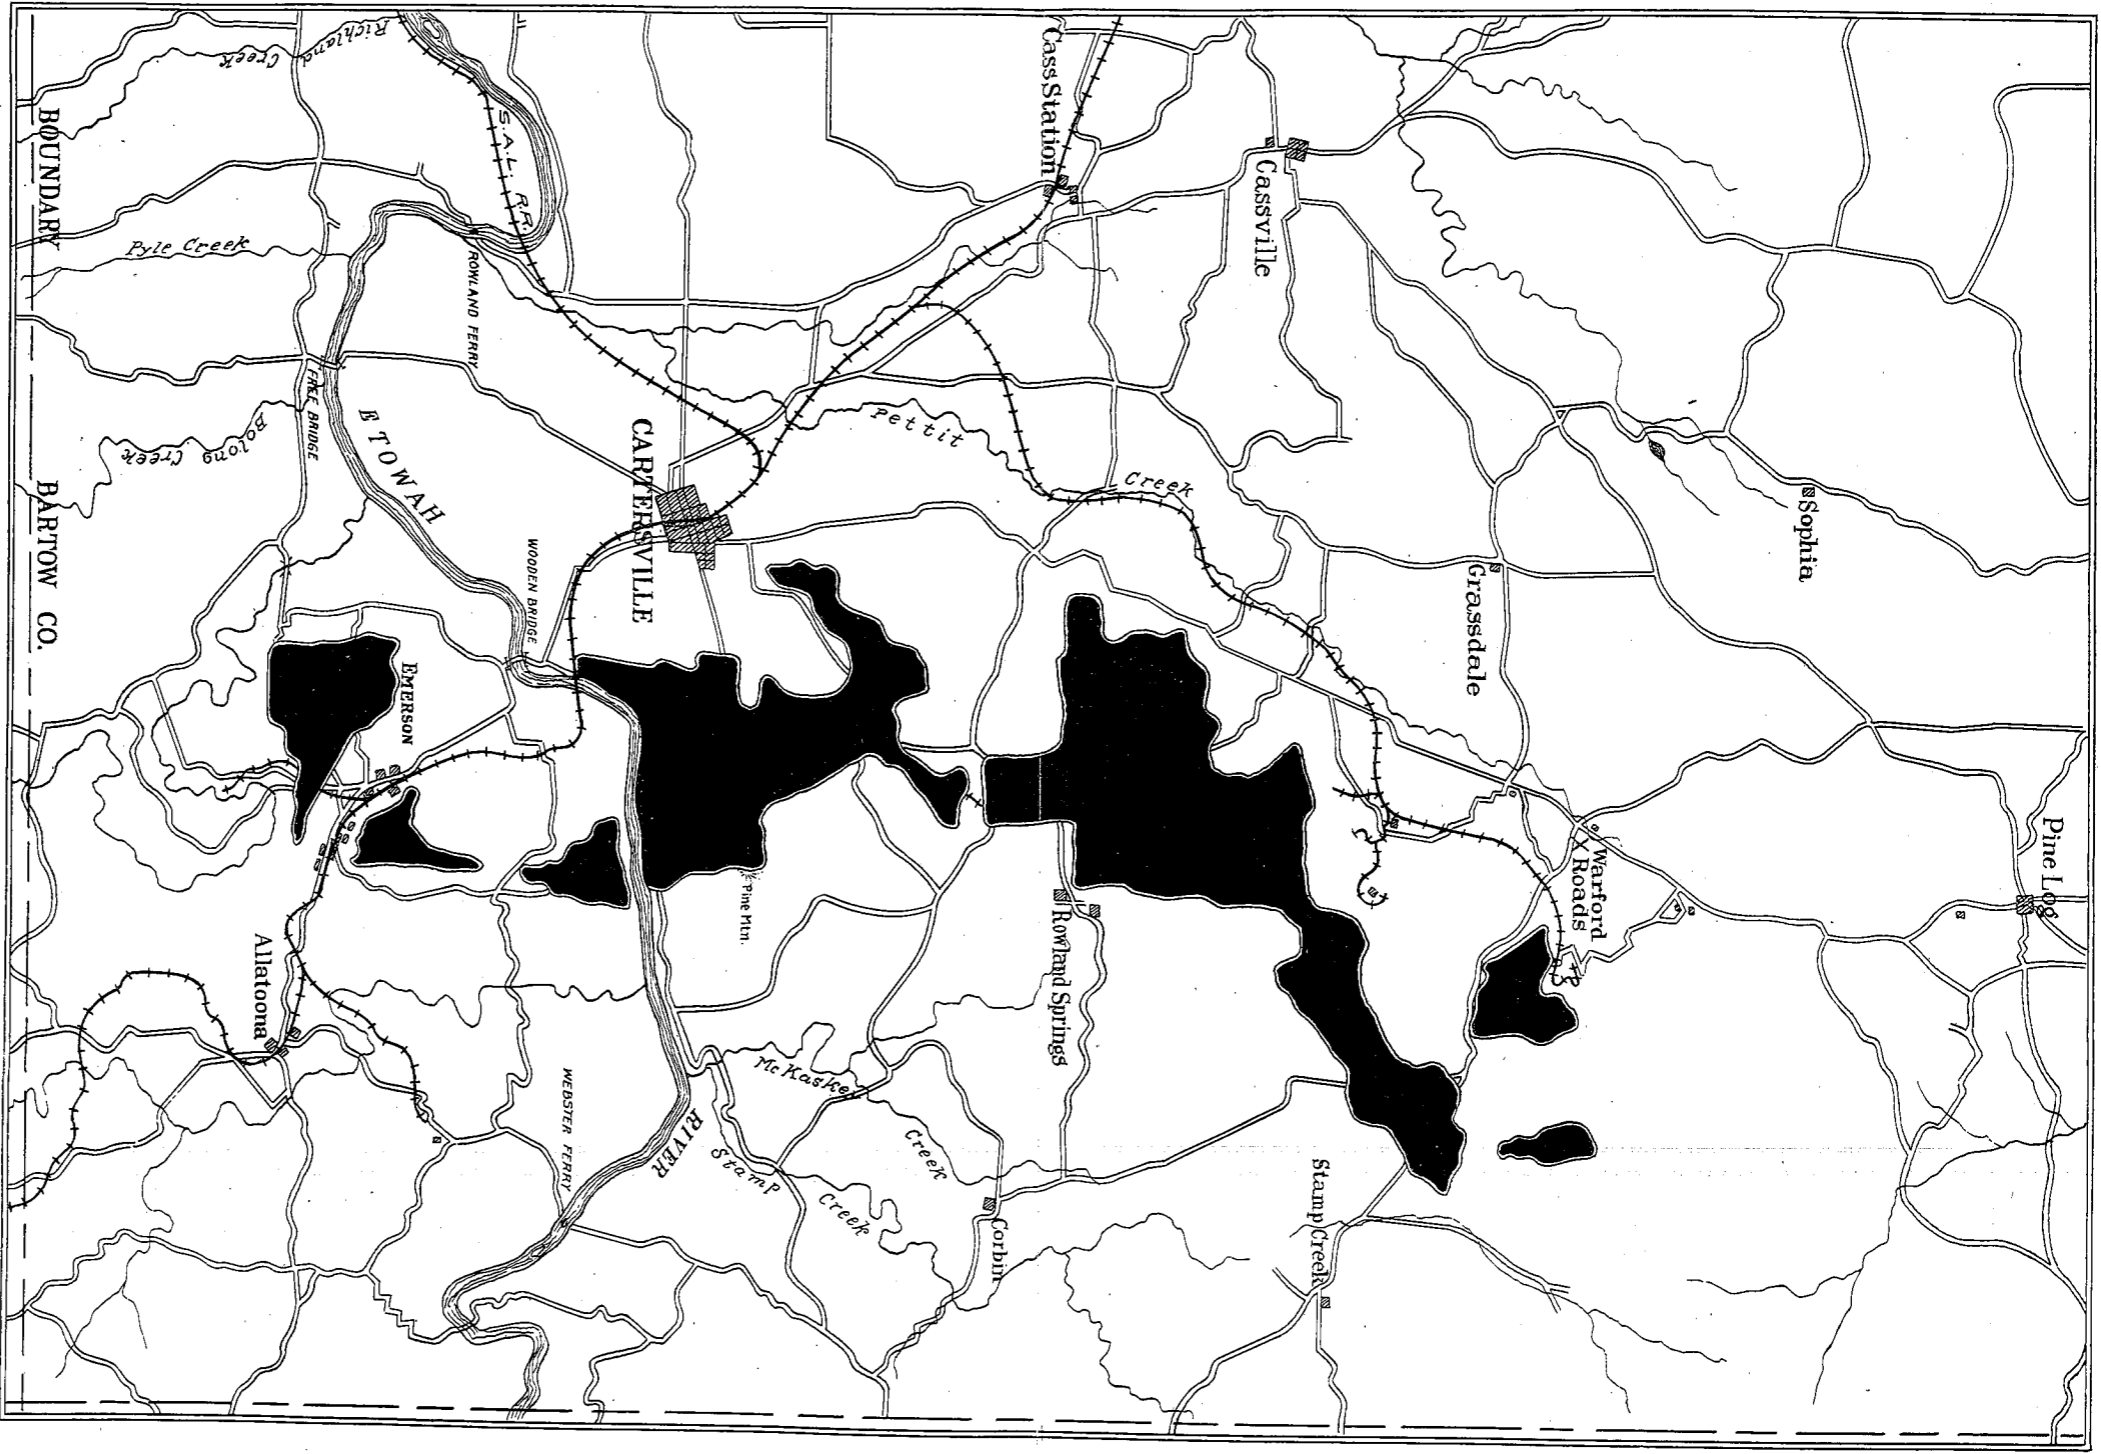 Pine Log
Sophia
Warford
X Roads
Grassdale
Stamp Creek
Cassville
Cass Station
Rowland Springs
Corbin
Pettit
Creek
McKaskey
Creek
Stamp
Creek
Pine Mtn.
RIVER
CARTERSVILLE
WEBSTER FERRY
WOODEN BRIDGE
S.A.L. R.R.
ROWLAND FERRY
ETOWAH
EMERSON
Richland
Creek
FREE BRIDGE
Allatoona
Bolong
Creek
Pyle Creek
BOUNDARY
BARTOW CO.